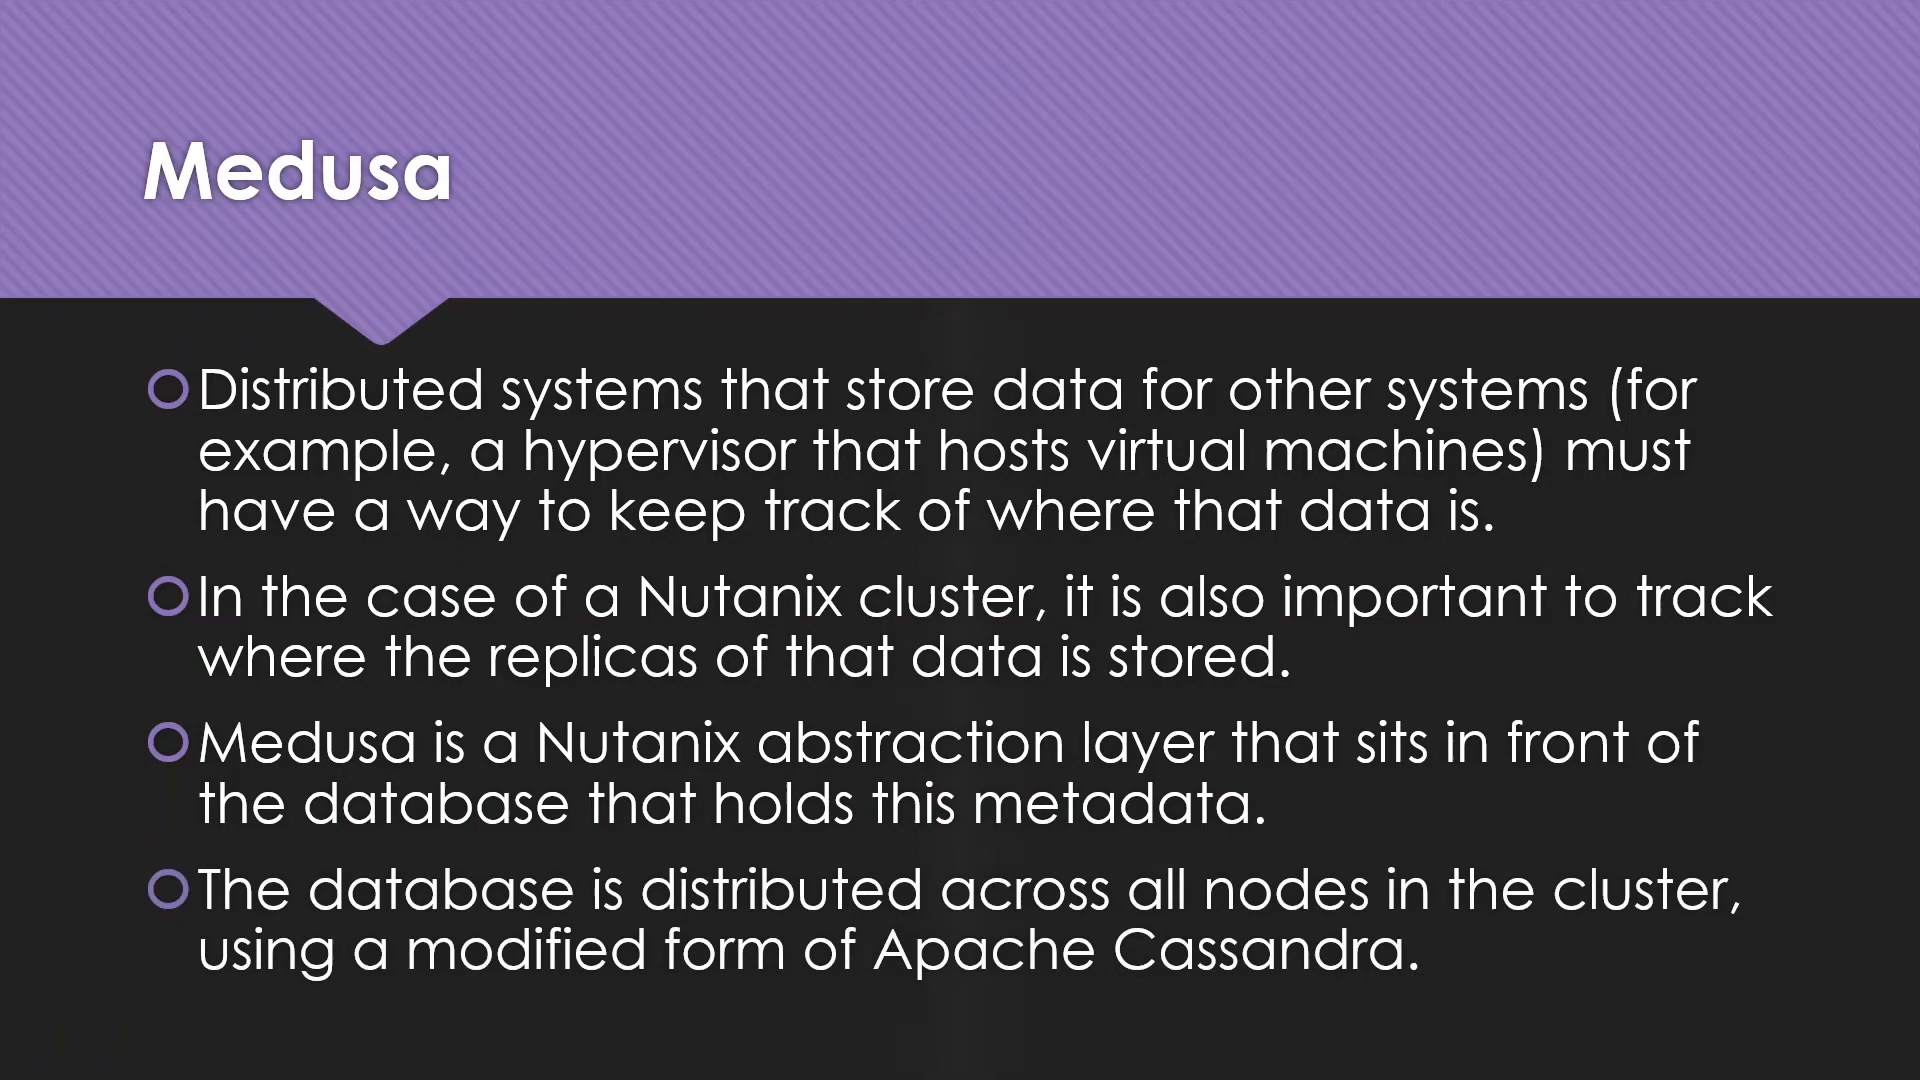 Medusa
Distributed systems that store data for other systems (for
example, a hypervisor that hosts virtual machines) must
have a way to keep track of where that data is.
In the case of a Nutanix cluster, it is also important to track
where the replicas of that data is stored.
Medusa is a Nutanix abstraction layer that sits in front of
the database that holds this metadata.
The database is distributed across all nodes in the cluster,
using a modified form of Apache Cassandra.